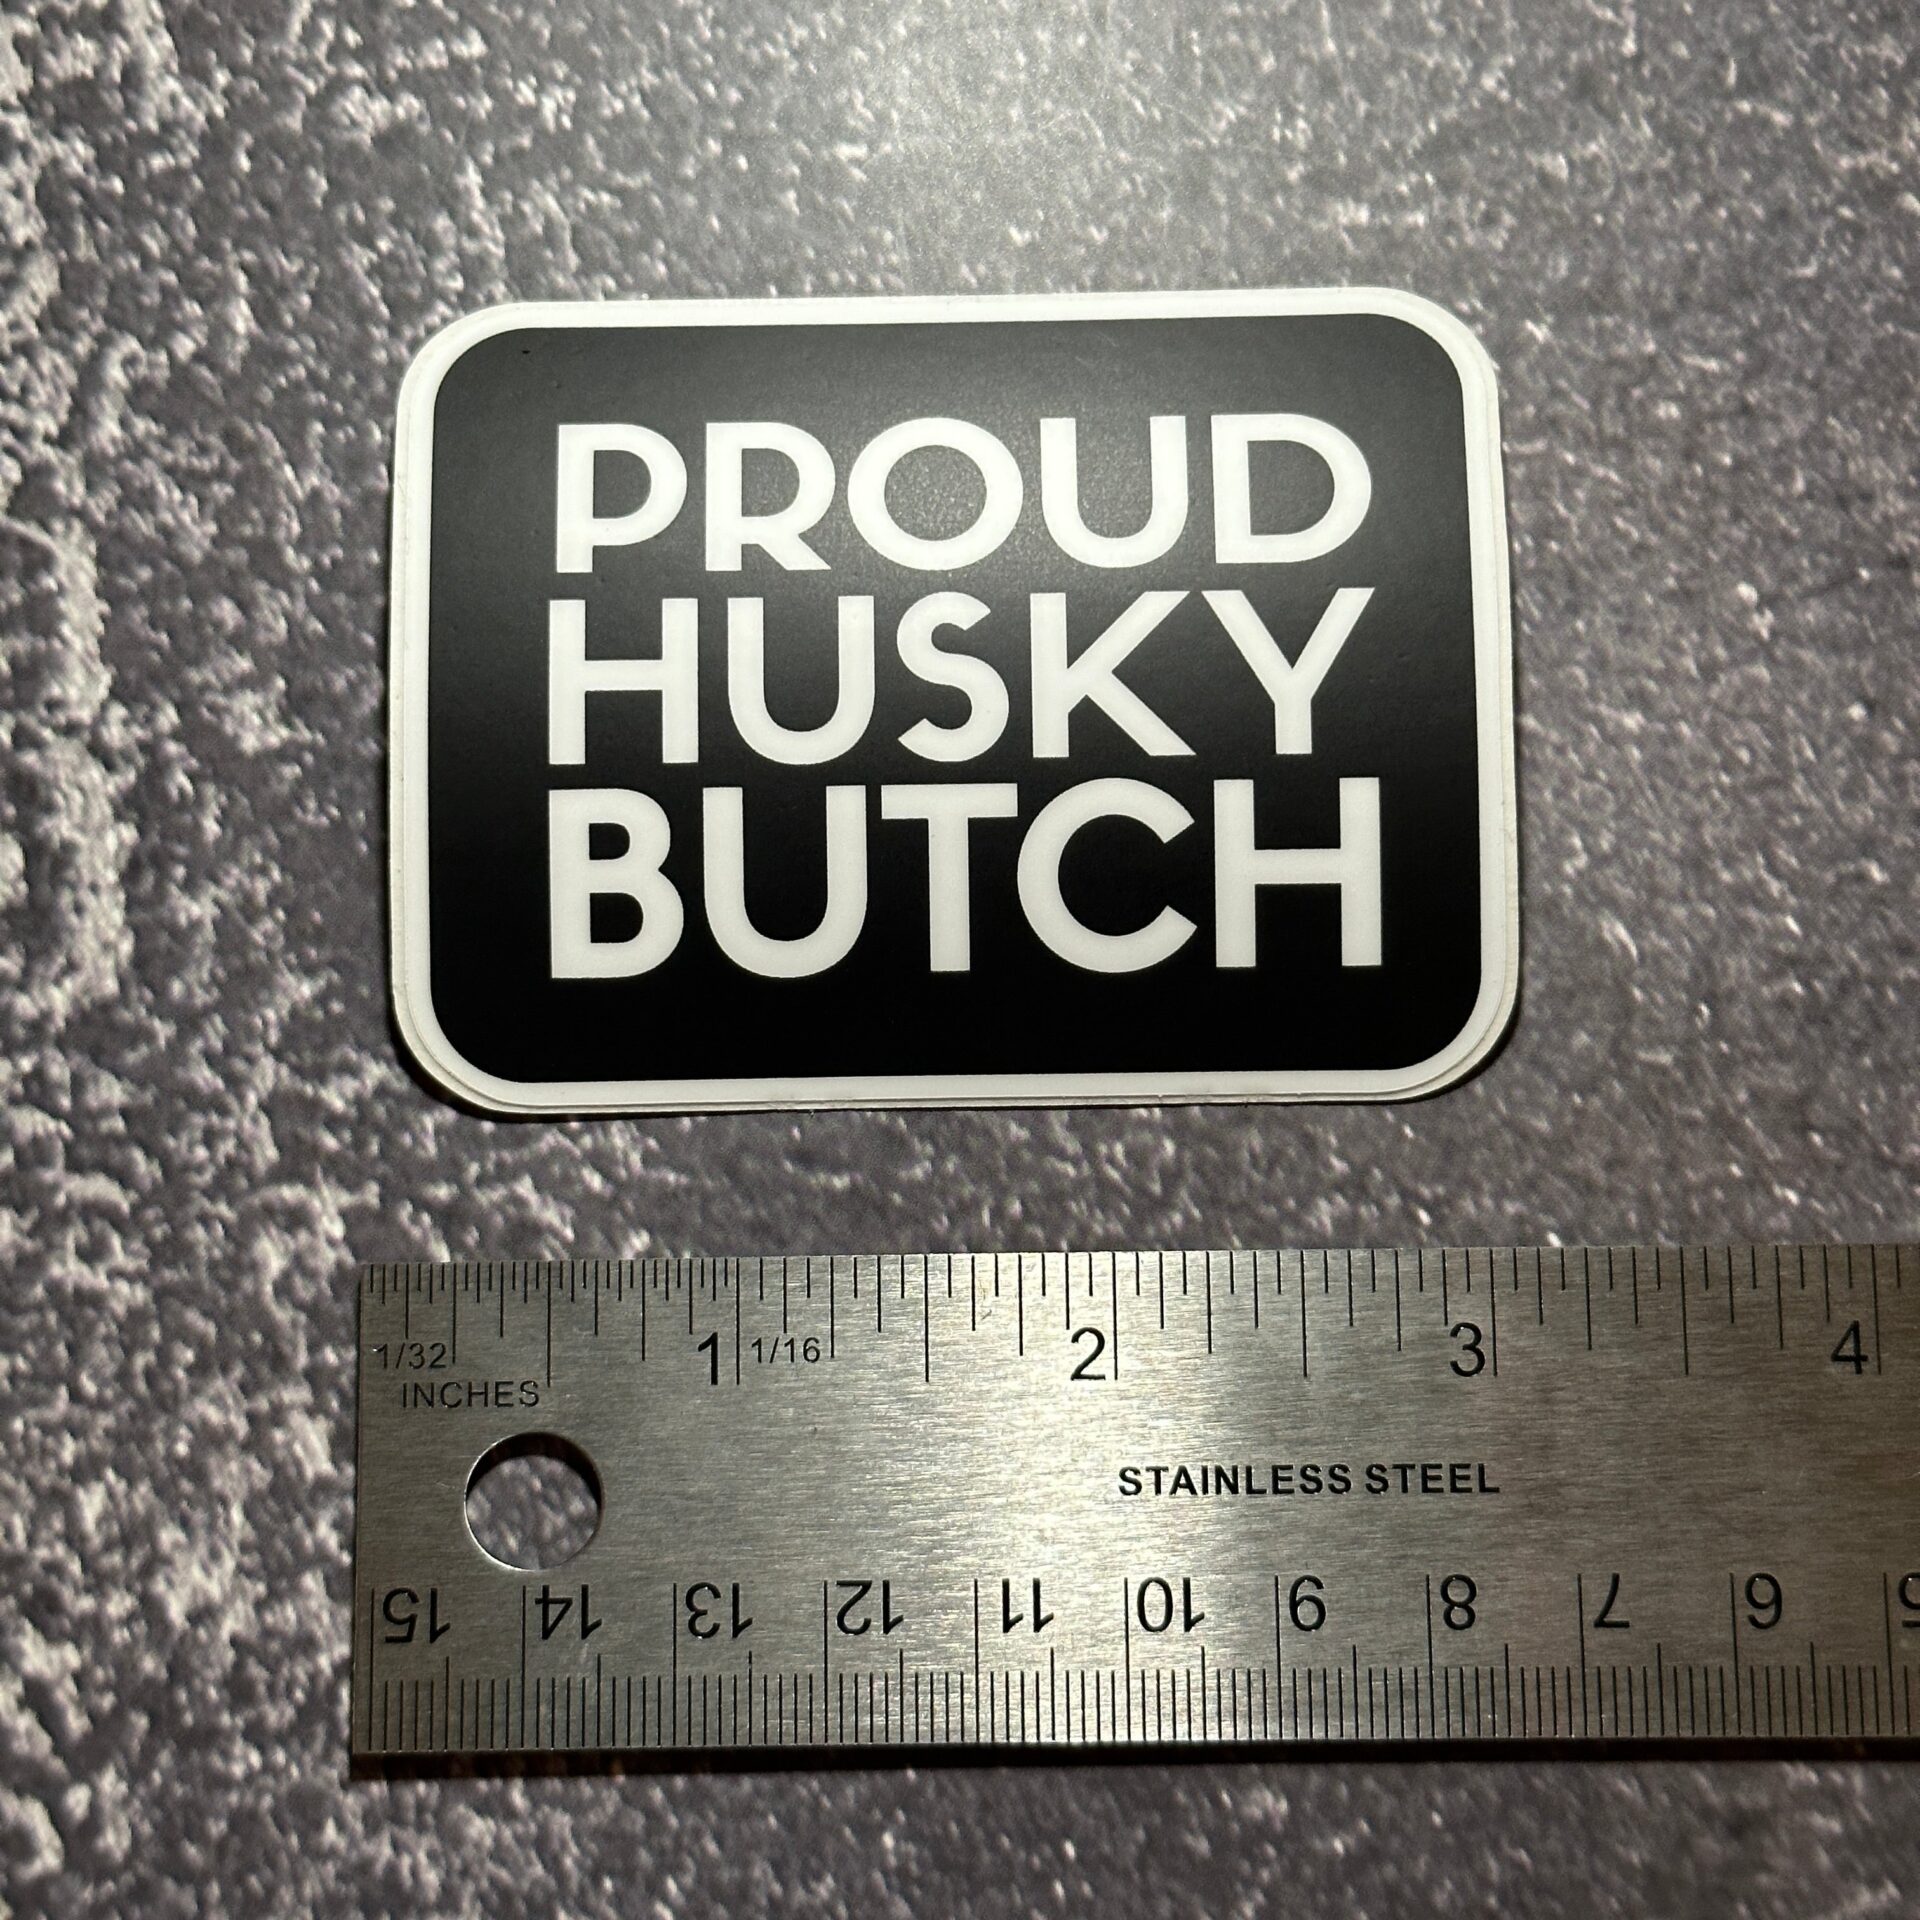 PROUD
HUSKY
BUTCH
1 2 3 4
1/32 1/16
INCHES
STAINLESS STEEL
15 14 13 12 11 10 9 8 7 6 5